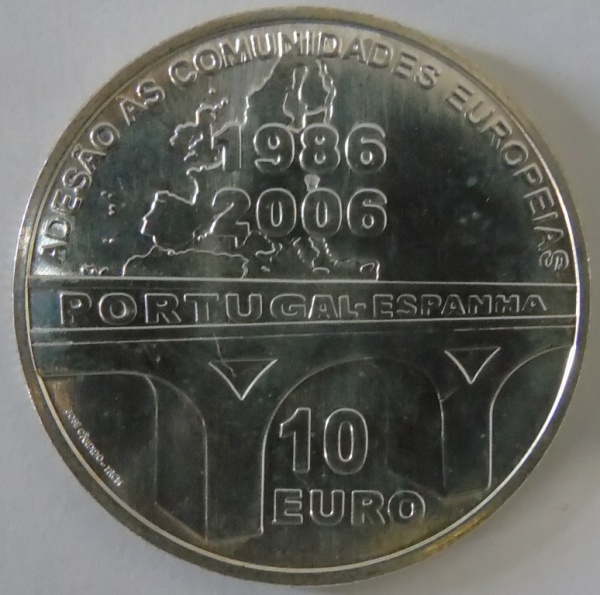 ADESÃO ÀS COMUNIDADES EUROPEIAS
1986
2006
PORTUGAL-ESPANHA
10
EURO